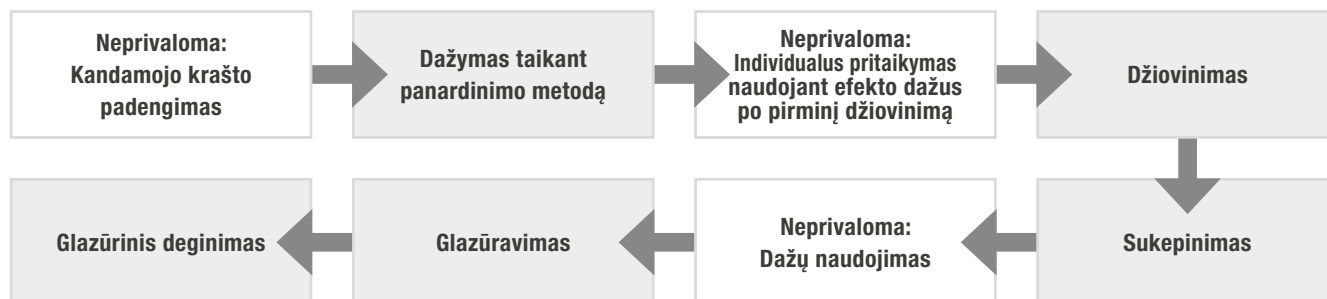 Neprivaloma:
Kandamojo krašto
padengimas
Dažymas taikant
panardinimo metodą
Neprivaloma:
Individualus pritaikymas
naudojant efekto dažus
po pirminį džiovinimą
Džiovinimas
Glazūrinis deginimas
Glazūravimas
Neprivaloma:
Dažų naudojimas
Sukepinimas